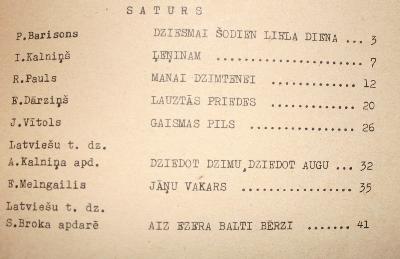 SATURS
P.Barisons DZIESMAI ŠODIEN LIELA DIENA ... 3
I.Kalniņš ĻEŅINAM .................... 7
R.Pauls MANAI DZIMTENEI ............. 12
E.Dārziņš LAUZTĀS PRIEDES ............ 20
J.Vītols GAISMAS PILS .............. 26
Latviešu t. dz.
A.Kalniņa apd. DZIEDOT DZIMU,DZIEDOT AUGU ... 32
E.Melngailis JĀŅU VAKARS ............... 35
Latviešu t. dz.
S.Broka apdarē AIZ EZERA BALTI BĒRZI ....... 41